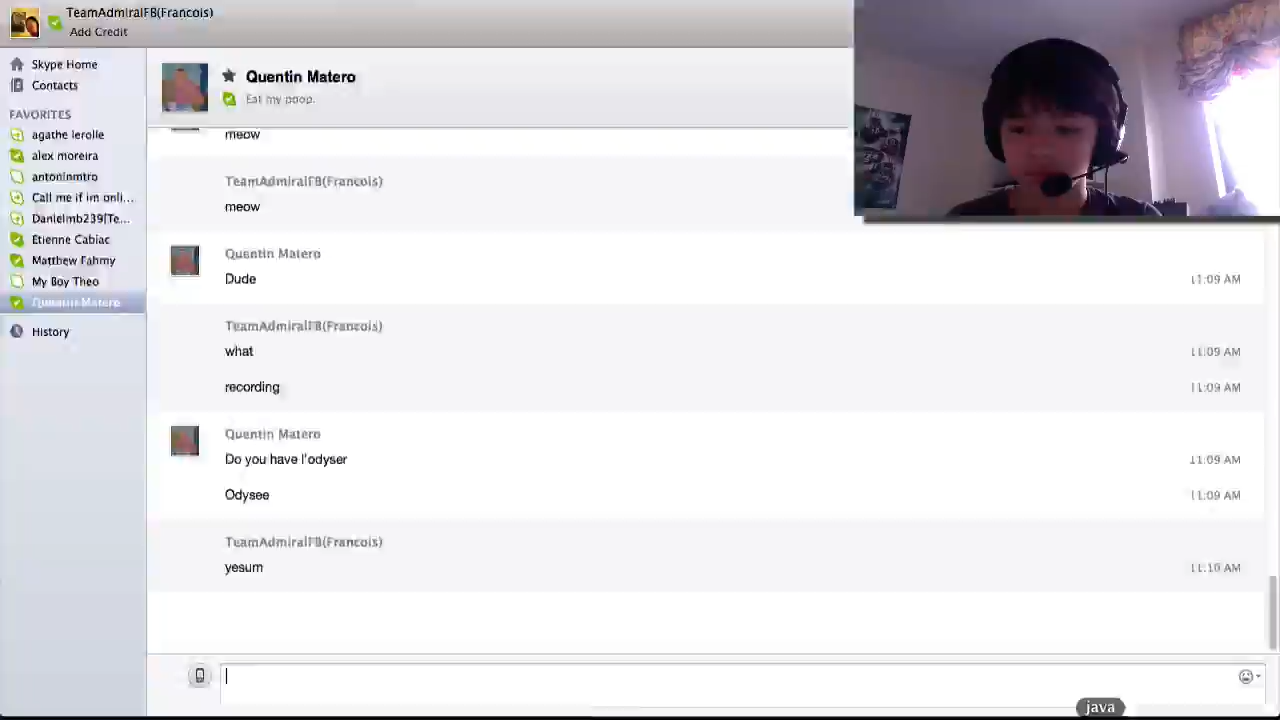 TeamAdmiralFB(Francois)
Add Credit
Skype Home
Contacts
FAVORITES
agathe lerolle
alex moreira
antoninmtro
Call me if im onli...
Danielmb239(Te...
Etienne Cabiac
Matthew Fahmy
My Boy Theo
Quentin Matero
History
Quentin Matero
Eat my poop.
meow
TeamAdmiralFB(Francois)
meow
Quentin Matero
Dude 11:09 AM
TeamAdmiralFB(Francois)
what 11:09 AM
recording 11:09 AM
Quentin Matero
Do you have l'odyser 11:09 AM
Odysee 11:09 AM
TeamAdmiralFB(Francois)
yesum 11:10 AM
java